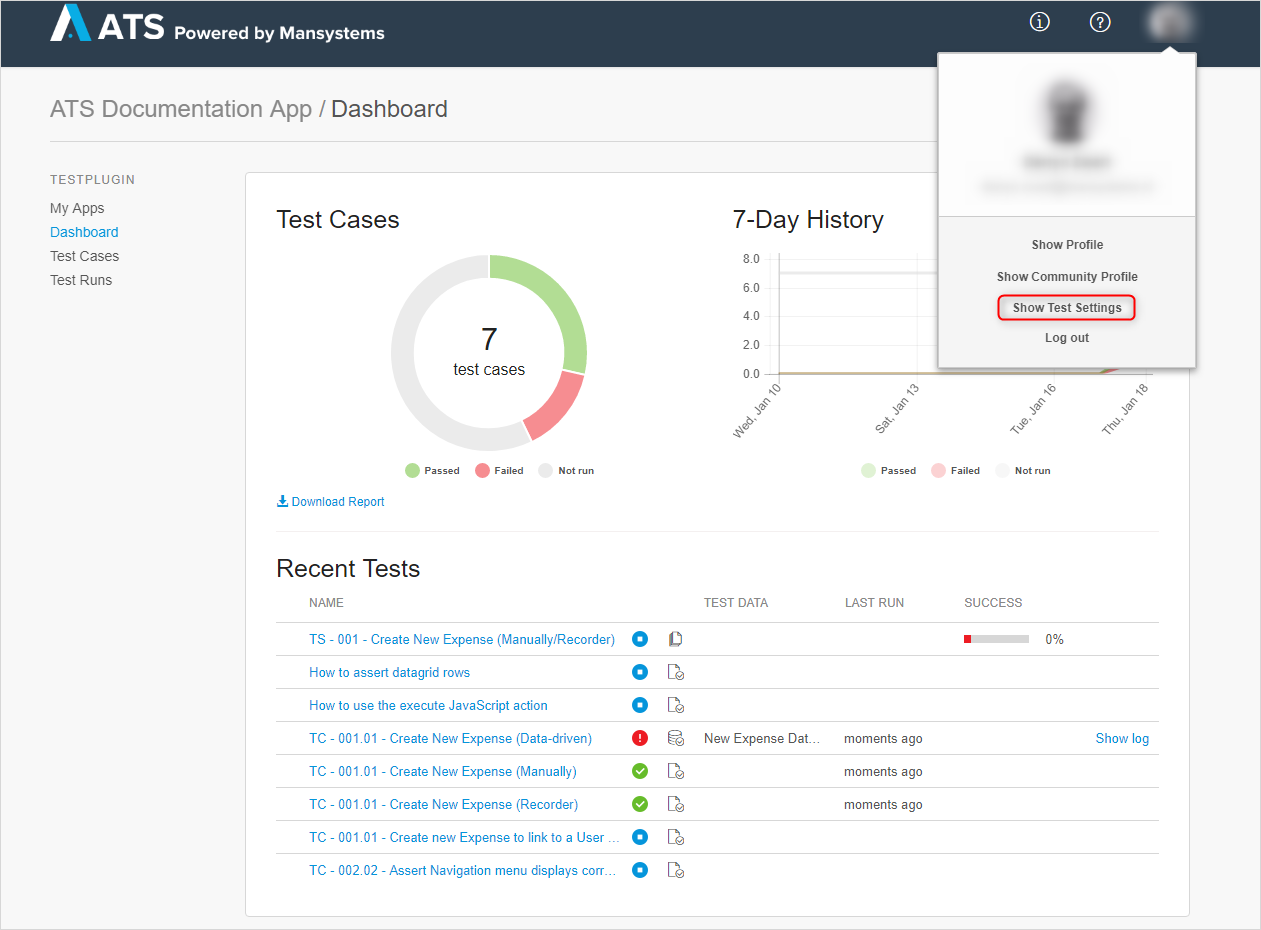 ATS Powered by Mansystems
ATS Documentation App / Dashboard
TESTPLUGIN
My Apps
Dashboard
Test Cases
Test Runs
Show Profile
Show Community Profile
Show Test Settings
Log out
Test Cases
7
test cases
Passed Failed Not run
Download Report
7-Day History
8.0
6.0
4.0
2.0
0.0
Wed, Jan 10
Sat, Jan 13
Tue, Jan 16
Thu, Jan 18
Passed Failed Not run
Recent Tests
NAME TEST DATA LAST RUN SUCCESS
TS - 001 - Create New Expense (Manually/Recorder) 0%
How to assert datagrid rows
How to use the execute JavaScript action
TC - 001.01 - Create New Expense (Data-driven) New Expense Dat... moments ago Show log
TC - 001.01 - Create New Expense (Manually) moments ago
TC - 001.01 - Create New Expense (Recorder) moments ago
TC - 001.01 - Create new Expense to link to a User ...
TC - 002.02 - Assert Navigation menu displays corr...